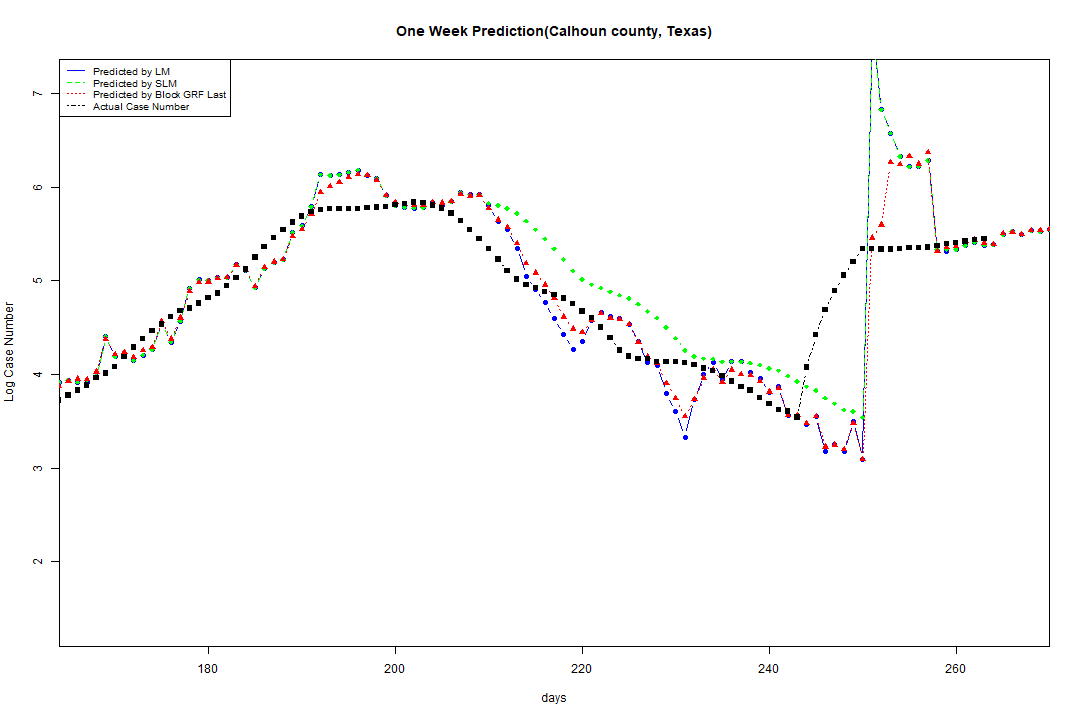 One Week Prediction(Calhoun county, Texas)
Predicted by LM
Predicted by SLM
Predicted by Block GRF Last
Actual Case Number
Log Case Number
7
6
5
4
3
2
180
200
220
240
260
days